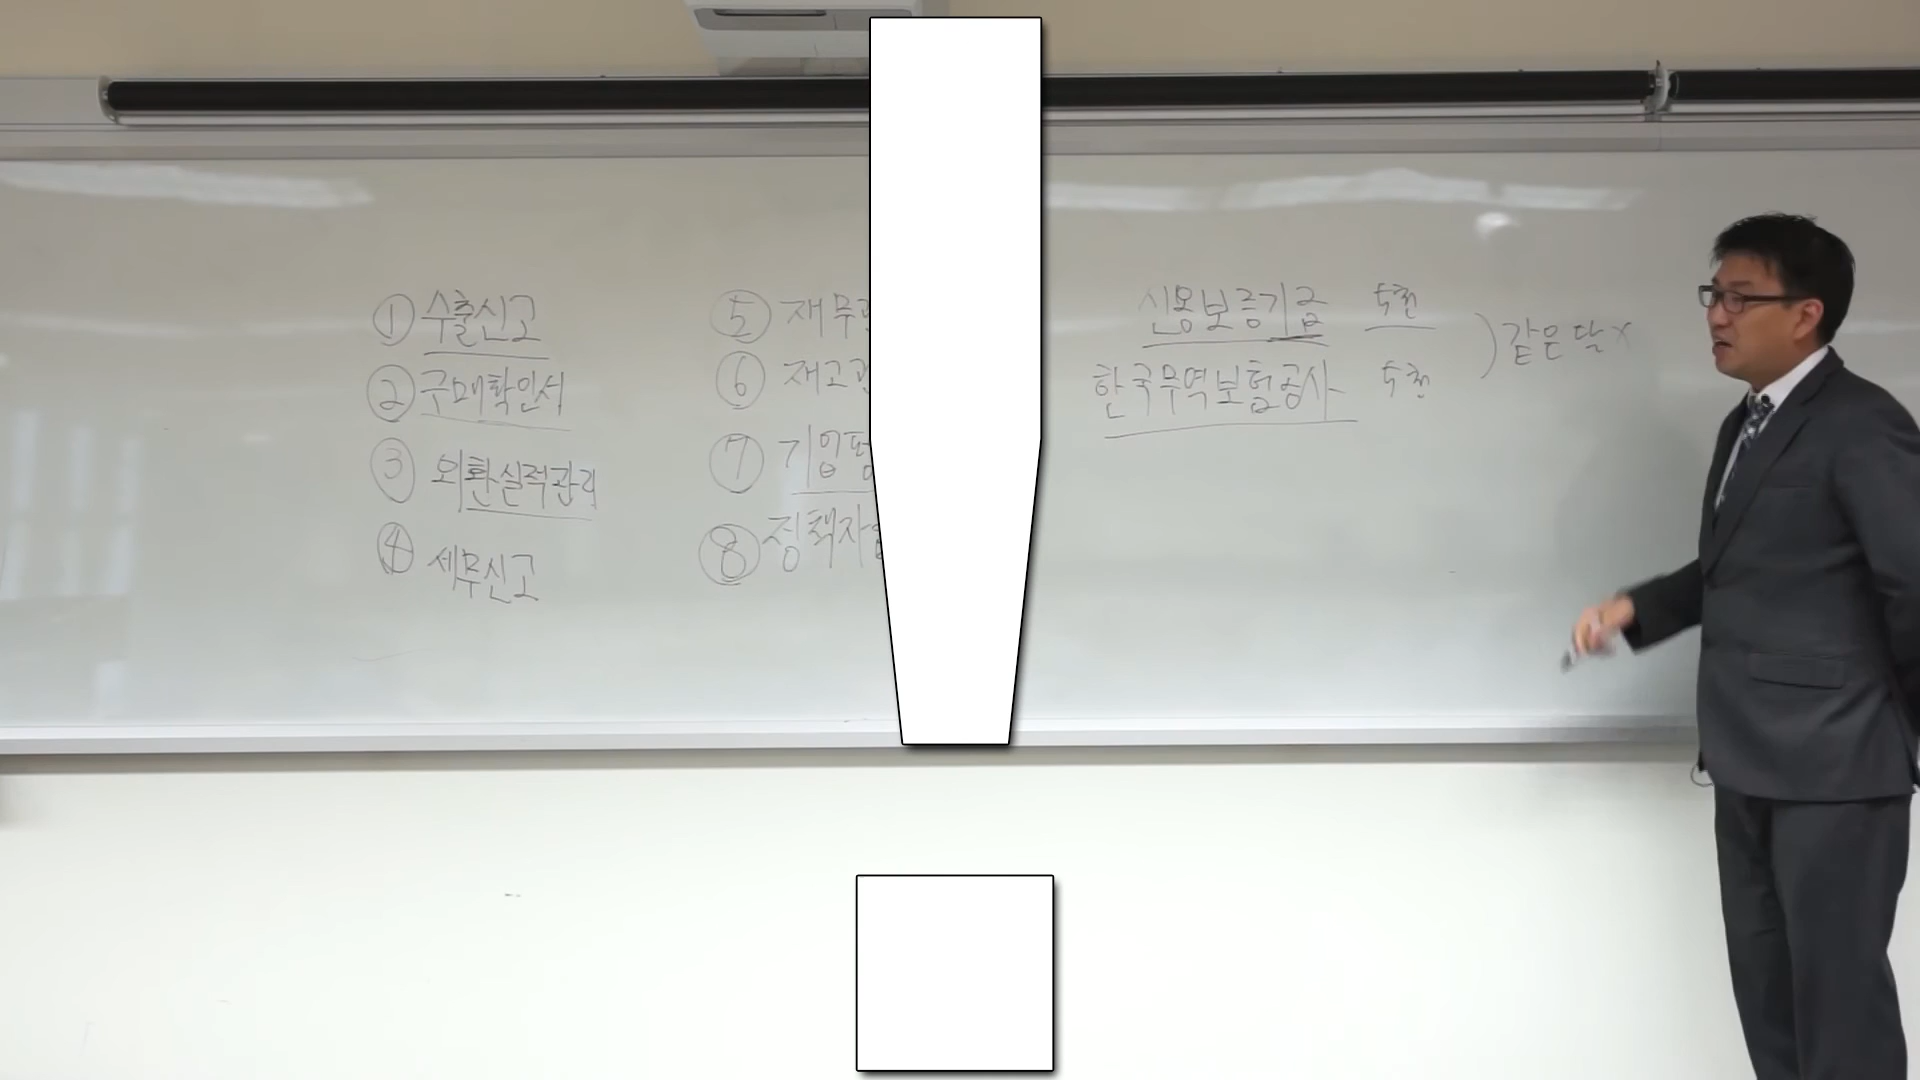 ① 수출신고
② 구매확인서
③ 외환실적관리
④ 세무신고
⑤ 재무
⑥ 재고
⑦ 기업
⑧ 정책자
!
신용보증기금 5천
한국무역보험공사 5천
) 같은 달 x